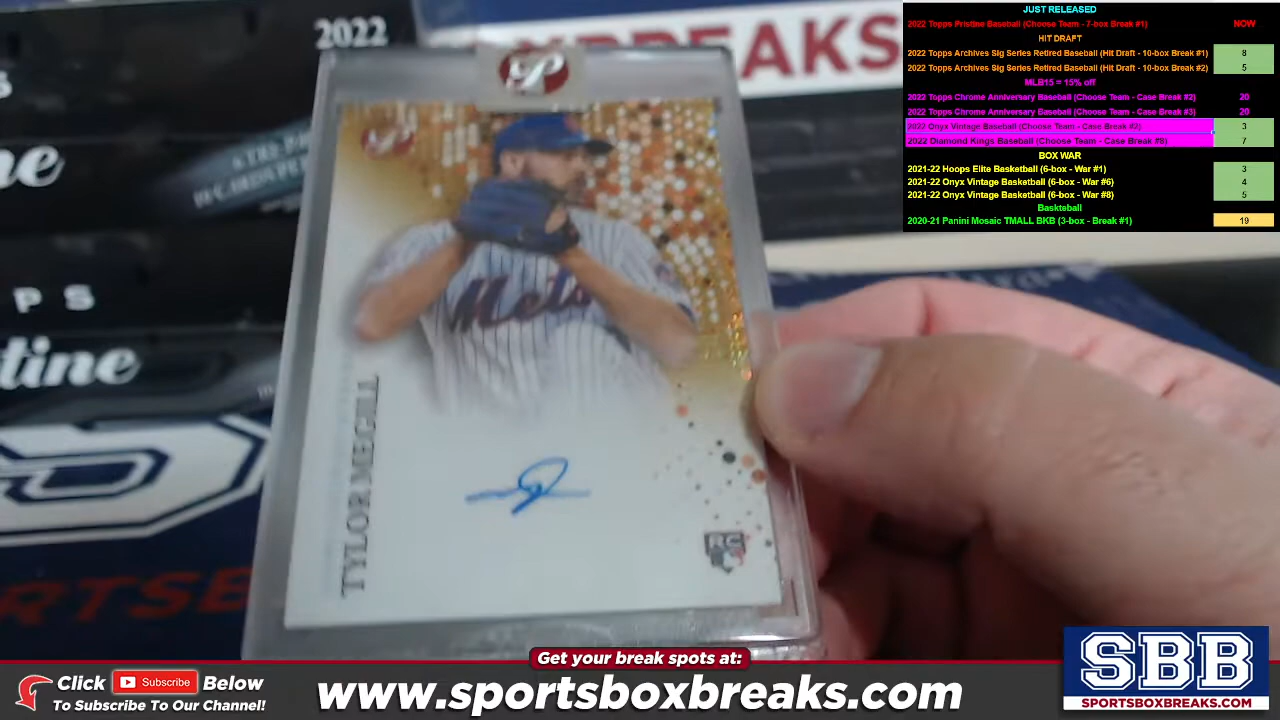 JUST RELEASED
2022 Topps Pristine Baseball (Choose Team - 7-box Break #1) NOW
HIT DRAFT
2022 Topps Archives Sig Series Retired Baseball (Hit Draft - 10-box Break #1) 8
2022 Topps Archives Sig Series Retired Baseball (Hit Draft - 10-box Break #2) 5
MLB15 = 15% off
2022 Topps Chrome Anniversary Baseball (Choose Team - Case Break #2) 20
2022 Topps Chrome Anniversary Baseball (Choose Team - Case Break #3) 20
2022 Onyx Vintage Baseball (Choose Team - Case Break #2) 3
2022 Diamond Kings Baseball (Choose Team - Case Break #8) 7
BOX WAR
2021-22 Hoops Elite Basketball (6-box - War #1) 3
2021-22 Onyx Vintage Basketball (6-box - War #6) 4
2021-22 Onyx Vintage Basketball (6-box - War #8) 5
Baskteball
2020-21 Panini Mosaic TMALL BKB (3-box - Break #1) 19
2022
BREAKS
P
Mets
TYLOR MEGILL
RC
PS
tine
Get your break spots at:
Click Subscribe Below
To Subscribe To Our Channel!
www.sportsboxbreaks.com
SBB
SPORTSBOXBREAKS.COM